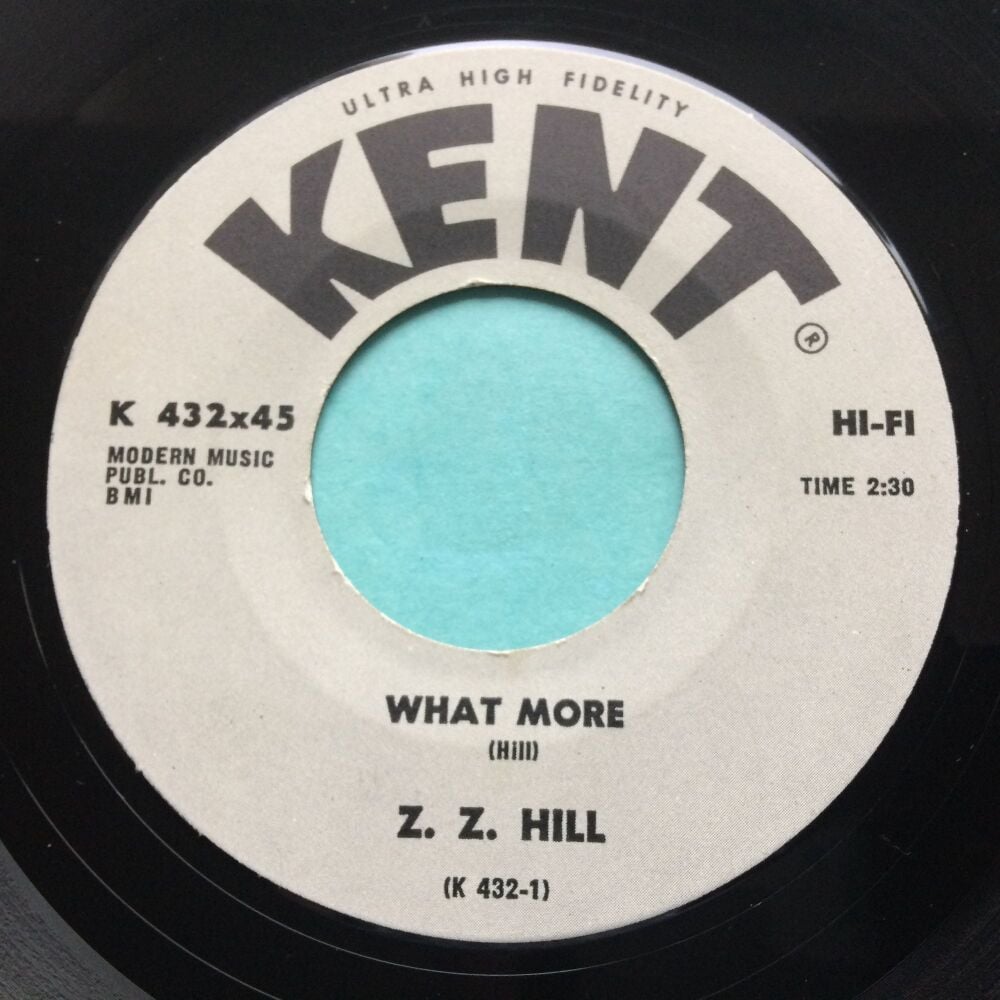 ULTRA HIGH FIDELITY
KENT®
K 432x45
MODERN MUSIC
PUBL. CO.
BMI
HI-FI
TIME 2:30
WHAT MORE
(Hill)
Z. Z. HILL
(K 432-1)